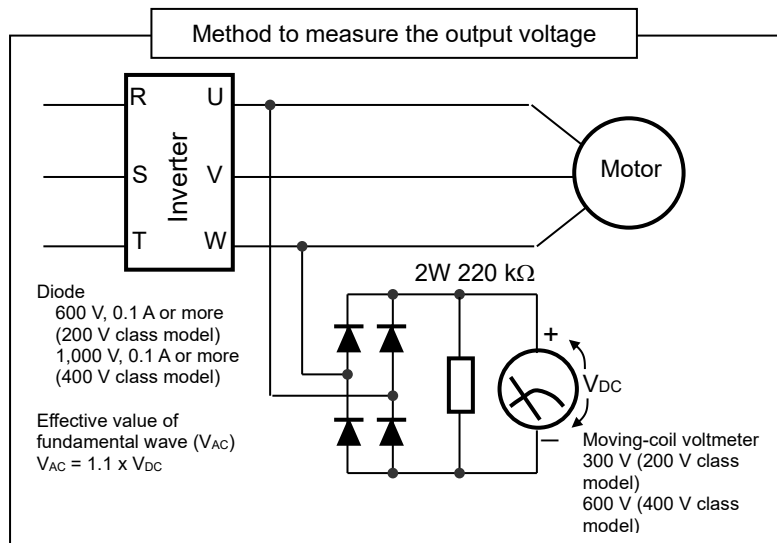 Method to measure the output voltage
R U
S V
T W
Inverter
Motor
2W 220 kΩ
Diode
600 V, 0.1 A or more
(200 V class model)
1,000 V, 0.1 A or more
(400 V class model)
Effective value of
fundamental wave (VAC)
VAC = 1.1 x VDC
+
VDC
−
Moving-coil voltmeter
300 V (200 V class
model)
600 V (400 V class
model)